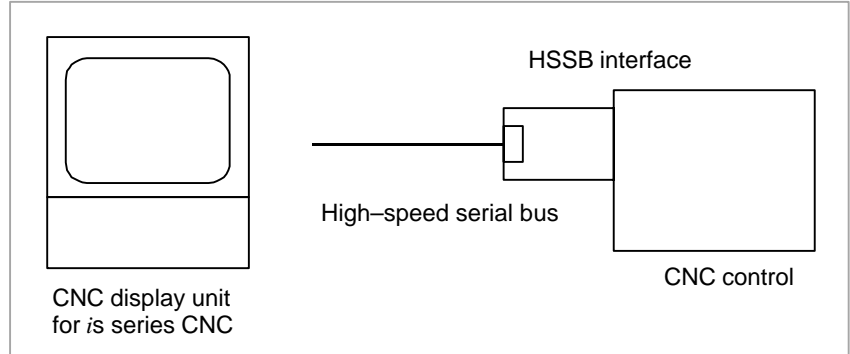 HSSB interface
High–speed serial bus
CNC control
CNC display unit
for is series CNC